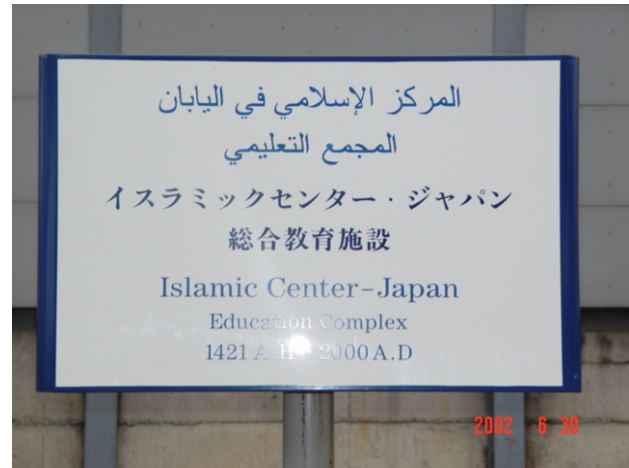 المركز الإسلامي في اليابان
المجمع التعليمي
イスラミックセンター・ジャパン
総合教育施設
Islamic Center-Japan
Education Complex
1421 A.H - 2000 A.D
2002 6 30